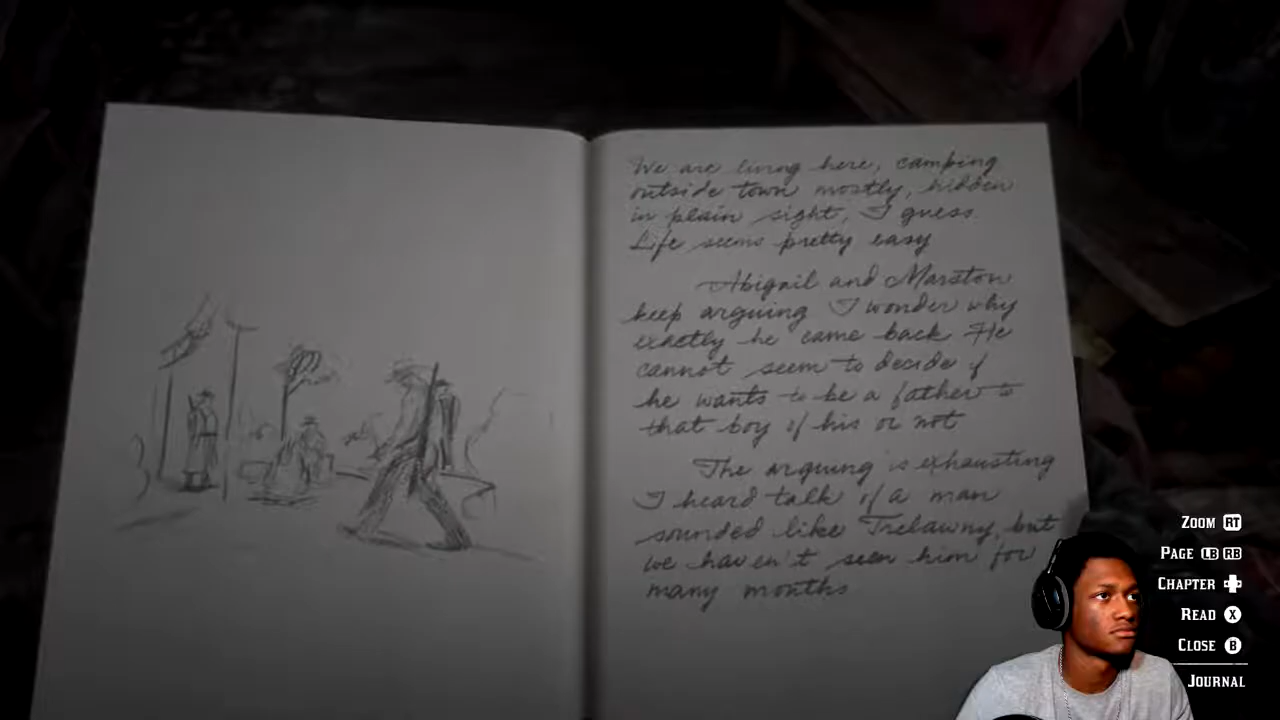 We are living here, camping
outside town mostly, hidden
in plain sight, I guess.
Life seems pretty easy
Abigail and Marston
keep arguing I wonder why
exactly he came back He
cannot seem to decide if
he wants to be a father to
that boy of his or not
The arguing is exhausting
I heard talk of a man
sounded like Trelawny, but
we haven't seen him for
many months
ZOOM RT
PAGE LB RB
CHAPTER
READ X
CLOSE B
JOURNAL